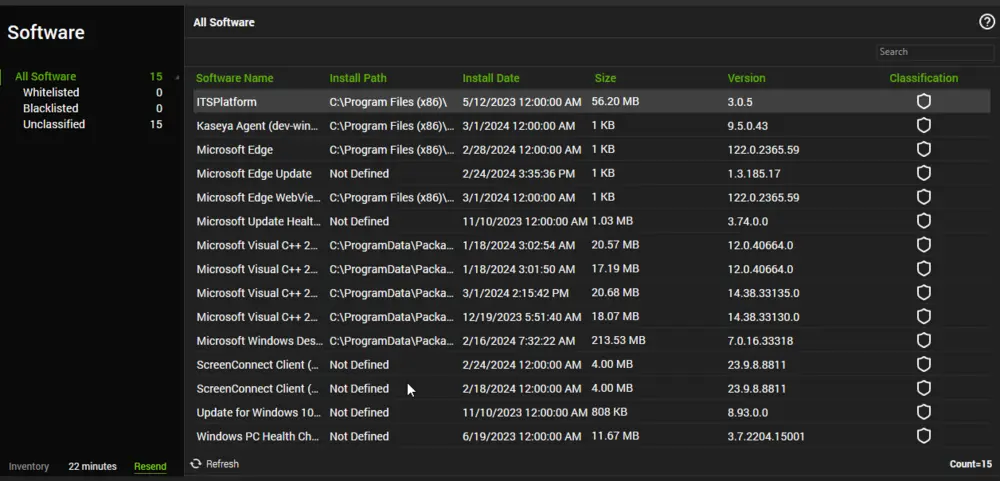 Software
All Software 15
Whitelisted 0
Blacklisted 0
Unclassified 15
Inventory 22 minutes Resend
All Software
Search
Software Name Install Path Install Date Size Version Classification
ITSPlatform C:\Program Files (x86)\ 5/12/2023 12:00:00 AM 56.20 MB 3.0.5
Kaseya Agent (dev-win... C:\Program Files (x86)\... 3/1/2024 12:00:00 AM 1 KB 9.5.0.43
Microsoft Edge C:\Program Files (x86)\... 2/28/2024 12:00:00 AM 1 KB 122.0.2365.59
Microsoft Edge Update Not Defined 2/24/2024 3:35:36 PM 1 KB 1.3.185.17
Microsoft Edge WebVie... C:\Program Files (x86)\... 3/1/2024 12:00:00 AM 1 KB 122.0.2365.59
Microsoft Update Healt... Not Defined 11/10/2023 12:00:00 AM 1.03 MB 3.74.0.0
Microsoft Visual C++ 2... C:\ProgramData\Packa... 1/18/2024 3:02:54 AM 20.57 MB 12.0.40664.0
Microsoft Visual C++ 2... C:\ProgramData\Packa... 1/18/2024 3:01:50 AM 17.19 MB 12.0.40664.0
Microsoft Visual C++ 2... C:\ProgramData\Packa... 3/1/2024 2:15:42 PM 20.68 MB 14.38.33135.0
Microsoft Visual C++ 2... C:\ProgramData\Packa... 12/19/2023 5:51:40 AM 18.07 MB 14.38.33130.0
Microsoft Windows Des... C:\ProgramData\Packa... 2/16/2024 7:32:22 AM 213.53 MB 7.0.16.33318
ScreenConnect Client (... Not Defined 2/24/2024 12:00:00 AM 4.00 MB 23.9.8.8811
ScreenConnect Client (... Not Defined 2/18/2024 12:00:00 AM 4.00 MB 23.9.8.8811
Update for Windows 10... Not Defined 11/10/2023 12:00:00 AM 808 KB 8.93.0.0
Windows PC Health Ch... Not Defined 6/19/2023 12:00:00 AM 11.67 MB 3.7.2204.15001
Refresh Count=15